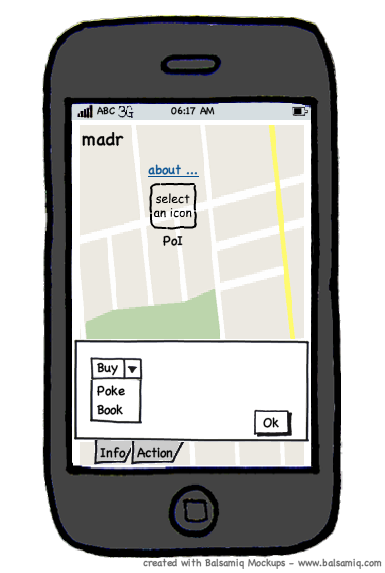 ABC 3G 06:17 AM
madr
about ...
select
an icon
PoI
Buy
Poke
Book
Ok
Info Action
created with Balsamiq Mockups - www.balsamiq.com